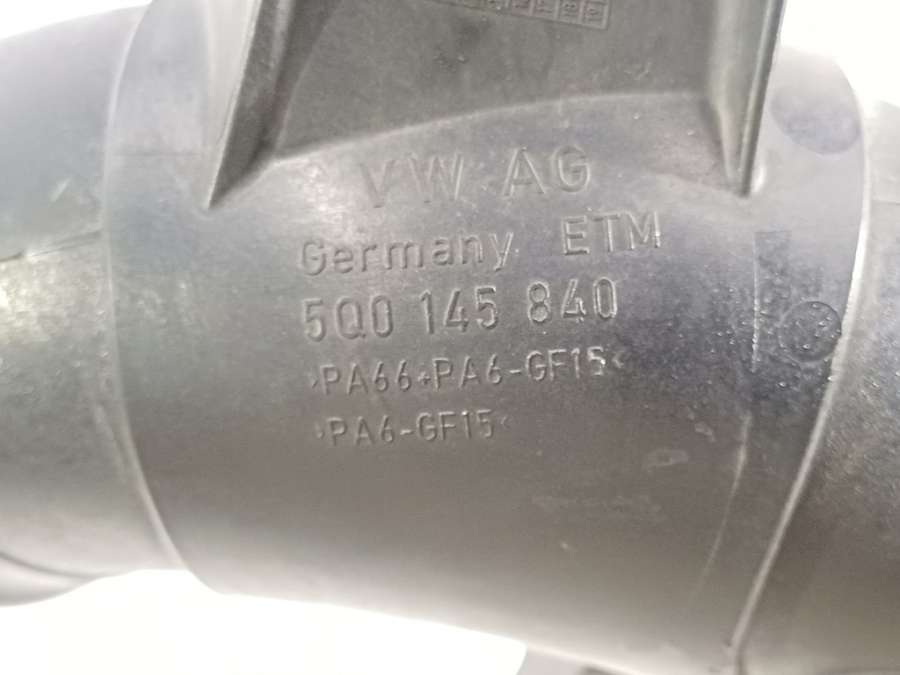 VW AG
Germany ETM
5Q0 145 840
>PA66+PA6-GF15<
>PA6-GF15<